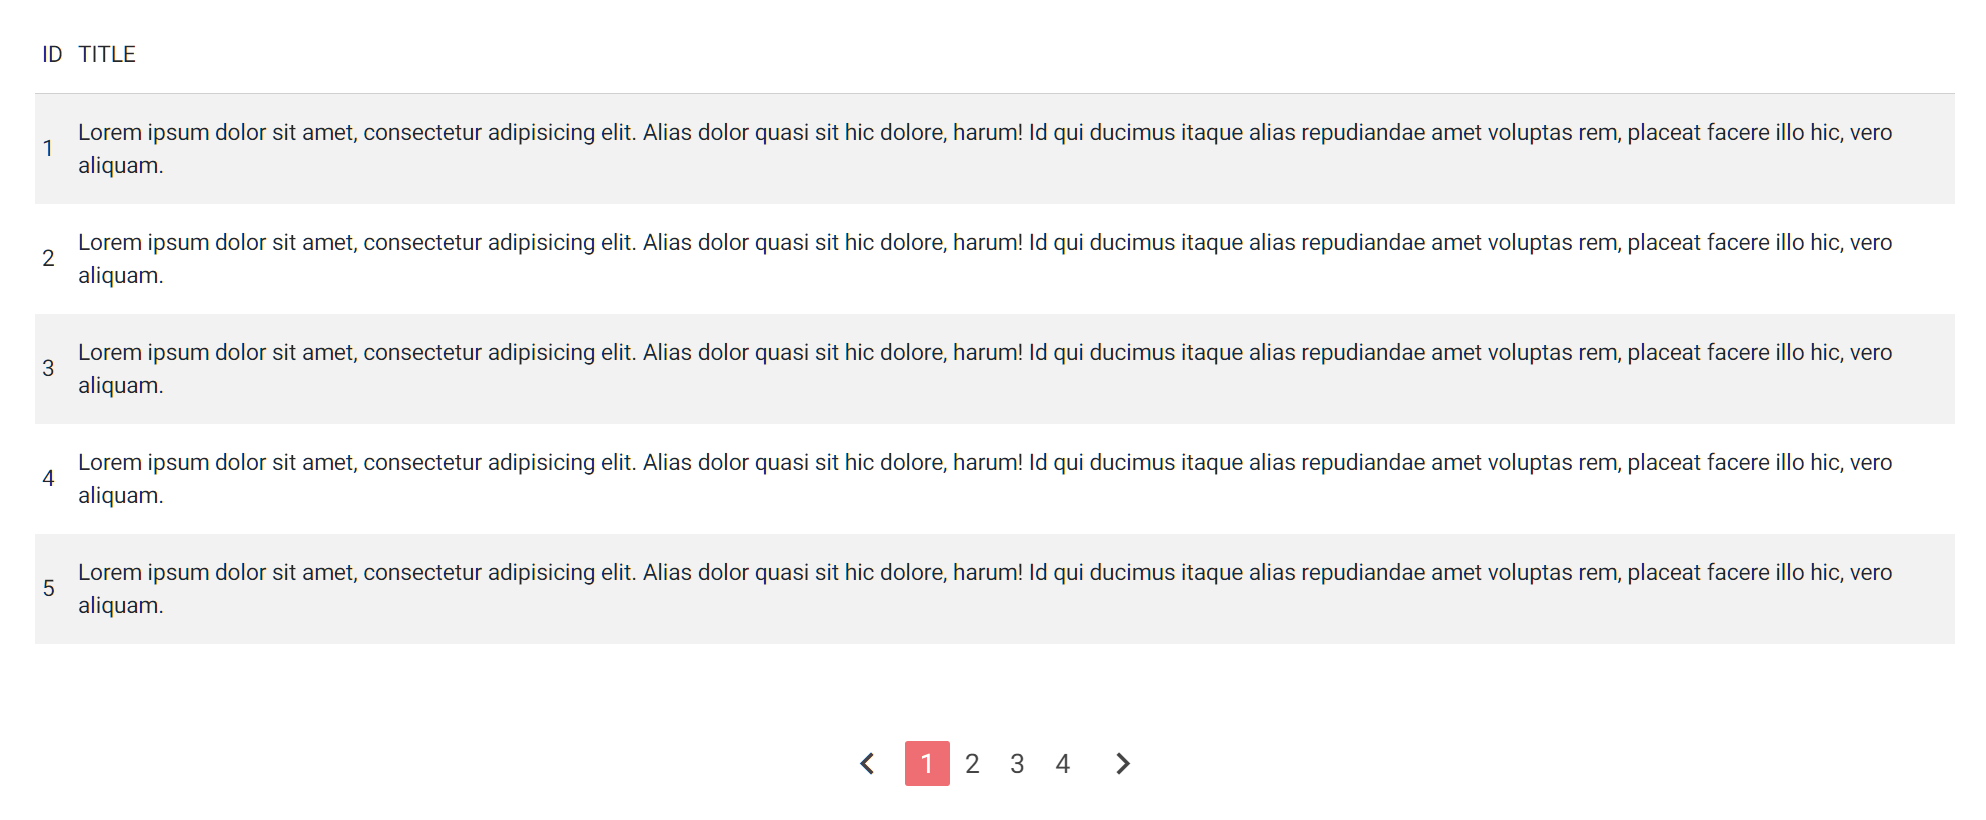 ID TITLE
1 Lorem ipsum dolor sit amet, consectetur adipisicing elit. Alias dolor quasi sit hic dolore, harum! Id qui ducimus itaque alias repudiandae amet voluptas rem, placeat facere illo hic, vero
aliquam.
2 Lorem ipsum dolor sit amet, consectetur adipisicing elit. Alias dolor quasi sit hic dolore, harum! Id qui ducimus itaque alias repudiandae amet voluptas rem, placeat facere illo hic, vero
aliquam.
3 Lorem ipsum dolor sit amet, consectetur adipisicing elit. Alias dolor quasi sit hic dolore, harum! Id qui ducimus itaque alias repudiandae amet voluptas rem, placeat facere illo hic, vero
aliquam.
4 Lorem ipsum dolor sit amet, consectetur adipisicing elit. Alias dolor quasi sit hic dolore, harum! Id qui ducimus itaque alias repudiandae amet voluptas rem, placeat facere illo hic, vero
aliquam.
5 Lorem ipsum dolor sit amet, consectetur adipisicing elit. Alias dolor quasi sit hic dolore, harum! Id qui ducimus itaque alias repudiandae amet voluptas rem, placeat facere illo hic, vero
aliquam.
1 2 3 4